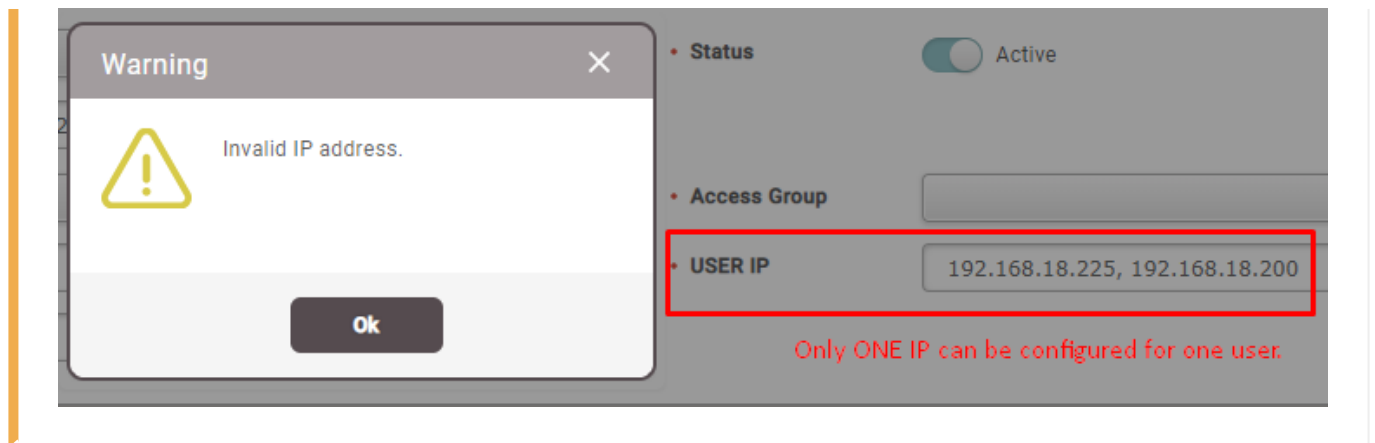 Warning
Invalid IP address.
Ok
2
• Status
Active
• Access Group
• USER IP
192.168.18.225, 192.168.18.200
Only ONE IP can be configured for one user.